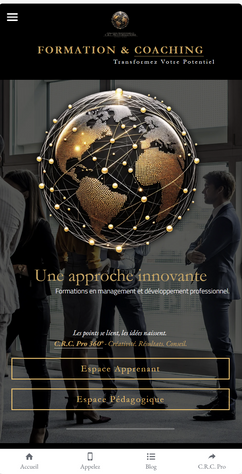 FORMATION & COACHING
Transformez Votre Potentiel
Une approche innovante
Formations en management et développement professionnel.
Les points se lient, les idées naissent.
C.R.C. Pro 360° - Créativité. Résultats. Conseil.
Espace Apprenant
Espace Pédagogique
Accueil
Appelez
Blog
C.R.C. Pro